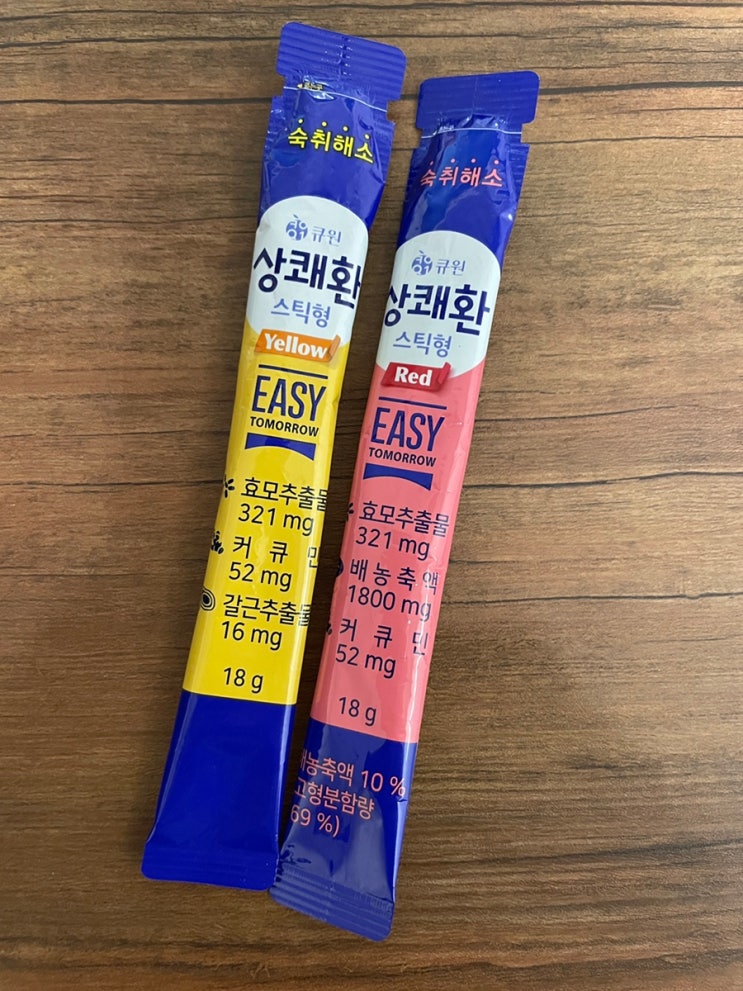 숙취해소
큐원
상쾌환
스틱형
Yellow
EASY
TOMORROW
효모추출물
321 mg
커 큐 민
52 mg
갈근추출물
16 mg
18 g
숙취해소
큐원
상쾌환
스틱형
Red
EASY
TOMORROW
효모추출물
321 mg
배농축액
1800 mg
커 큐 민
52 mg
18 g
배농축액 10 %
고형분함량
69 %)